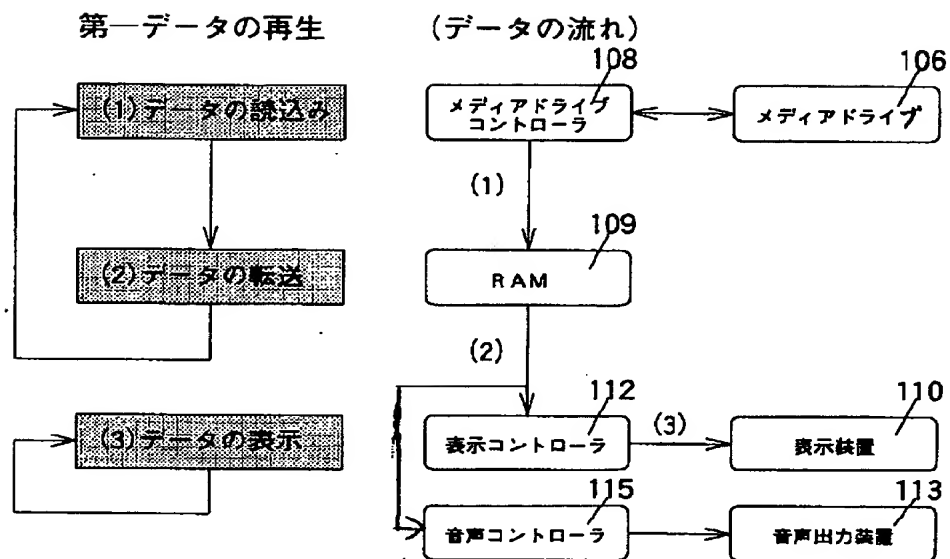 第一データの再生
(データの流れ)
(1)データの読込み
108
メディアドライブ
コントローラ
106
メディアドライブ
(1)
109
(2)データの転送
RAM
(2)
112
110
(3)データの表示
表示コントローラ
(3)
表示装置
115
113
音声コントローラ
音声出力装置